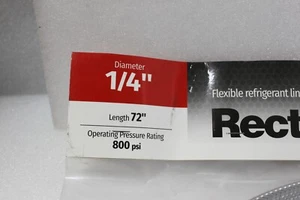 Diameter
1/4"
Length 72"
Operating Pressure Rating
800 psi
Flexible refrigerant lin
Rect